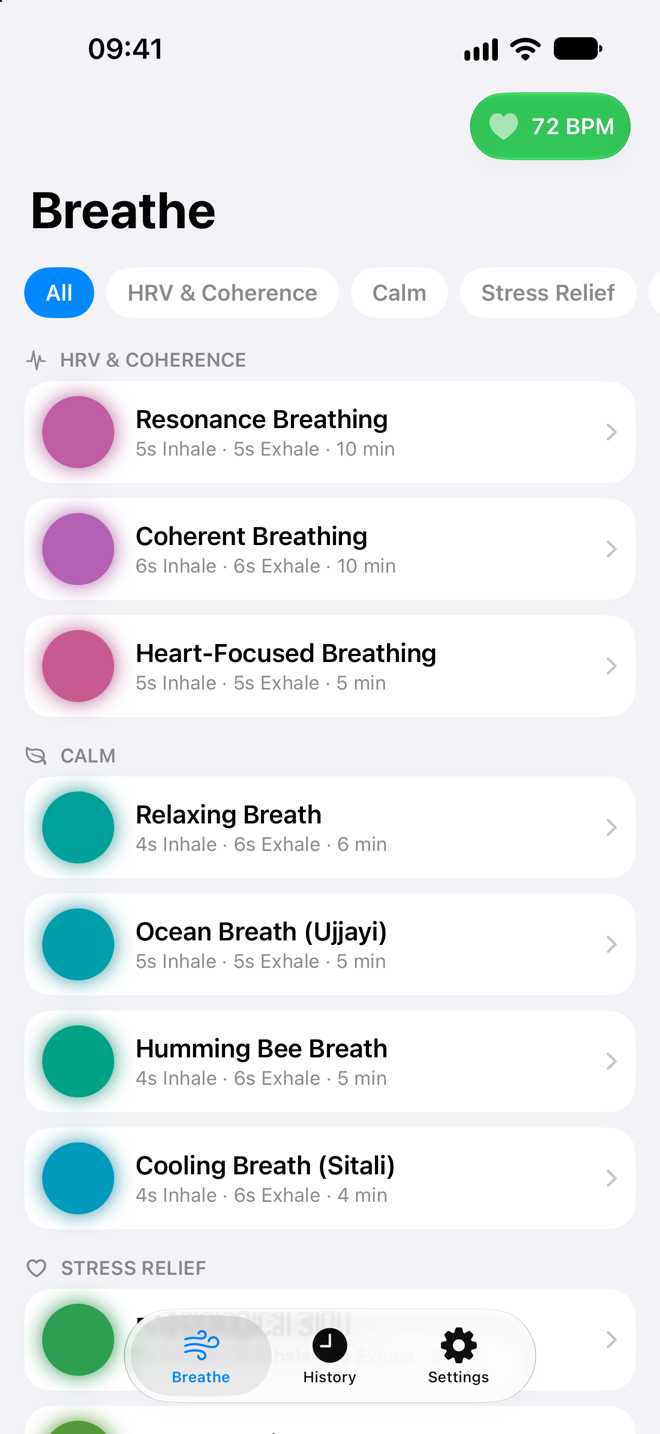 09:41
72 BPM
Breathe
All
HRV & Coherence
Calm
Stress Relief
HRV & COHERENCE
Resonance Breathing
5s Inhale · 5s Exhale · 10 min
Coherent Breathing
6s Inhale · 6s Exhale · 10 min
Heart-Focused Breathing
5s Inhale · 5s Exhale · 5 min
CALM
Relaxing Breath
4s Inhale · 6s Exhale · 6 min
Ocean Breath (Ujjayi)
5s Inhale · 5s Exhale · 5 min
Humming Bee Breath
4s Inhale · 6s Exhale · 5 min
Cooling Breath (Sitali)
4s Inhale · 6s Exhale · 4 min
STRESS RELIEF
Breathe
History
Settings